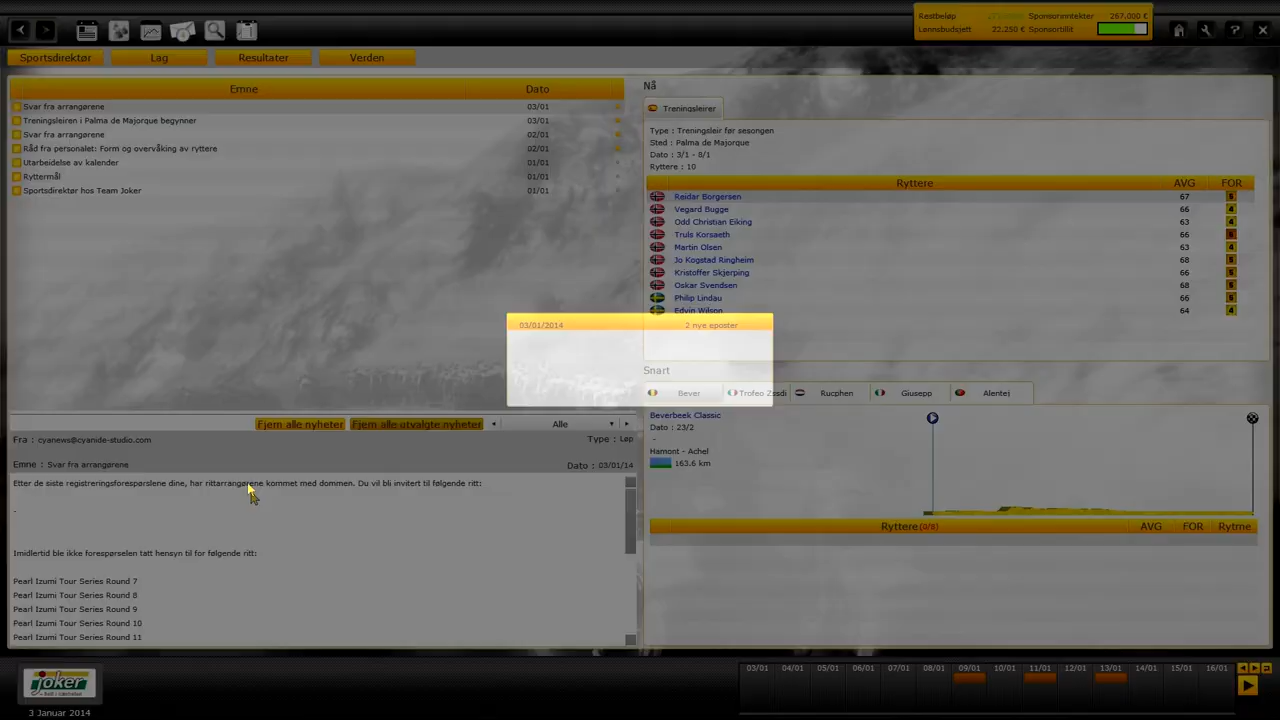 Restbeløp Sponsorinntekter 267.000 €
Lønnsbudsjett 22.250 € Sponsortillit
Sportsdirektør Lag Resultater Verden
Emne Dato
Svar fra arrangørene 03/01
Treningsleiren i Palma de Majorque begynner 03/01
Svar fra arrangørene 02/01
Råd fra personalet: Form og overvåking av ryttere 02/01
Utarbeidelse av kalender 01/01
Ryttermål 01/01
Sportsdirektør hos Team Joker 01/01
Nå
Treningsleirer
Type : Treningsleir før sesongen
Sted : Palma de Majorque
Dato : 3/1 - 8/1
Ryttere : 10
Ryttere AVG FOR
Reidar Borgersen 67 5
Vegard Bugge 66 4
Odd Christian Eiking 63 4
Truls Korsaeth 66
Martin Olsen 63 4
Jo Kogstad Ringheim 68 5
Kristoffer Skjerping 66 5
Oskar Svendsen 68 5
Philip Lindau 66 5
Edvin Wilson 64 4
03/01/2014 2 nye eposter
Snart
Bever Trofeo Zssdi Rucphen Giusepp Alentej
Beverbeek Classic
Dato : 23/2
-
Hamont - Achel
163.6 km
Ryttere (0/8) AVG FOR Rytme
Fjern alle nyheter Fjern alle utvalgte nyheter Alle
Fra : cyanews@cyanide-studio.com Type : Løp
Emne : Svar fra arrangørene Dato : 03/01/14
Etter de siste registreringsforespørslene dine, har rittarrangørene kommet med dommen. Du vil bli invitert til følgende ritt:
-
Imidlertid ble ikke forespørselen tatt hensyn til for følgende ritt:
Pearl Izumi Tour Series Round 7
Pearl Izumi Tour Series Round 8
Pearl Izumi Tour Series Round 9
Pearl Izumi Tour Series Round 10
Pearl Izumi Tour Series Round 11
joker
3 Januar 2014
03/01 04/01 05/01 06/01 07/01 08/01 09/01 10/01 11/01 12/01 13/01 14/01 15/01 16/01